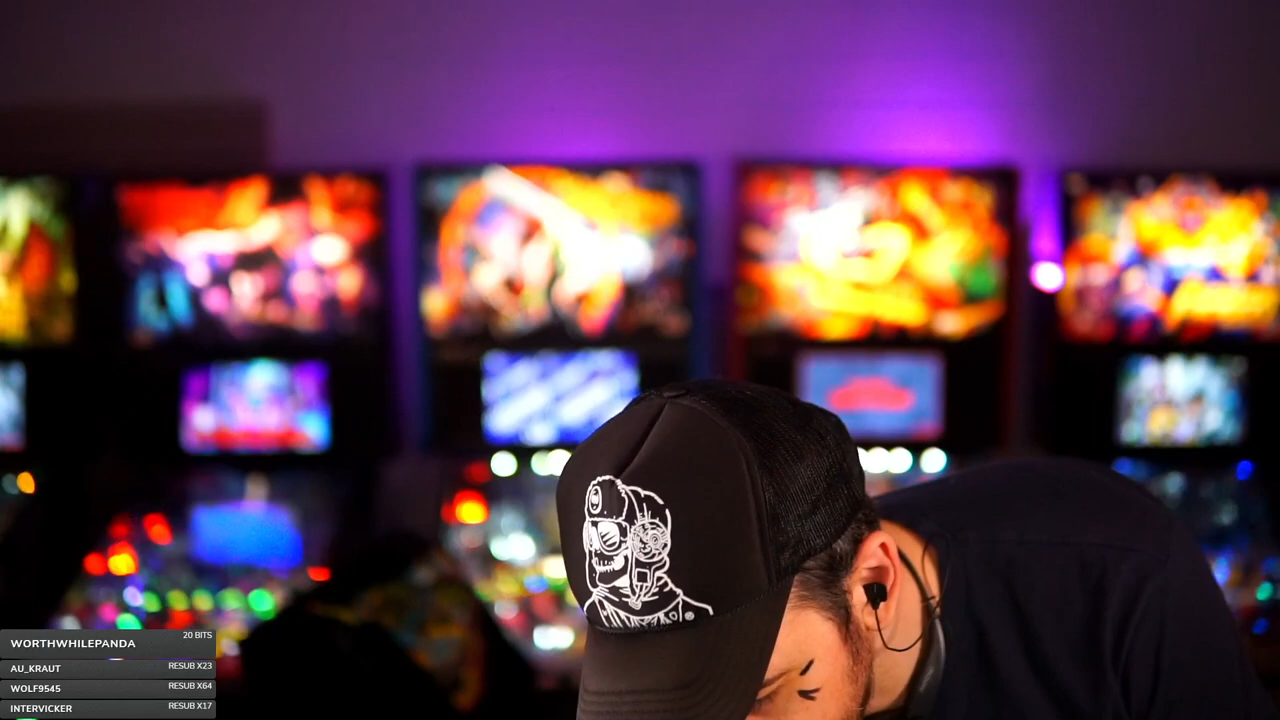 WORTHWHILEPANDA 20 BITS
AU_KRAUT RESUB X23
WOLF9545 RESUB X64
INTERVICKER RESUB X17